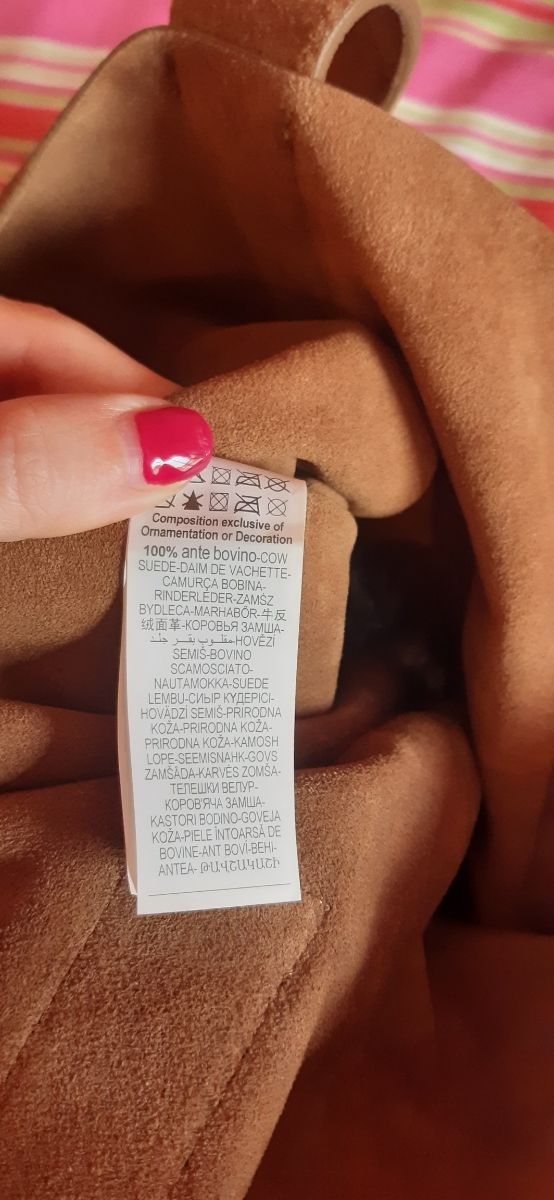 Composition exclusive of
Ornamentation or Decoration
100% ante bovino-COW
SUEDE-DAIM DE VACHETTE-
CAMURÇA BOBINA-
RINDERLEDER-ZAMSZ
BYDLECA-MARHABŐR-牛反
绒面革-КОРОВЬЯ ЗАМША-
مقلوب بقر جلد-HOVĚZÍ
SEMIŠ-BOVINO
SCAMOSCIATO-
NAUTAMOKKA-SUEDE
LEMBU-СИЫР КҮДЕРІСІ-
HOVÄDZÍ SEMIŠ-PRIRODNA
KOŽA-PRIRODNA KOŽA-
PRIRODNA KOŽA-KAMOSH
LOPE-SEEMISNAHK-GOVS
ZAMŠĀDA-KARVĖS ZOMŠA-
ТЕЛЕШКИ ВЕЛУР-
КОРОВ'ЯЧА ЗАМША-
KASTORI BODINO-GOVEJA
KOŽA-PIELE ÎNTOARSĂ DE
BOVINE-ANT BOVÍ-BEHI-
ANTEA- ԹԱՎՇԱԿԱՇԻ